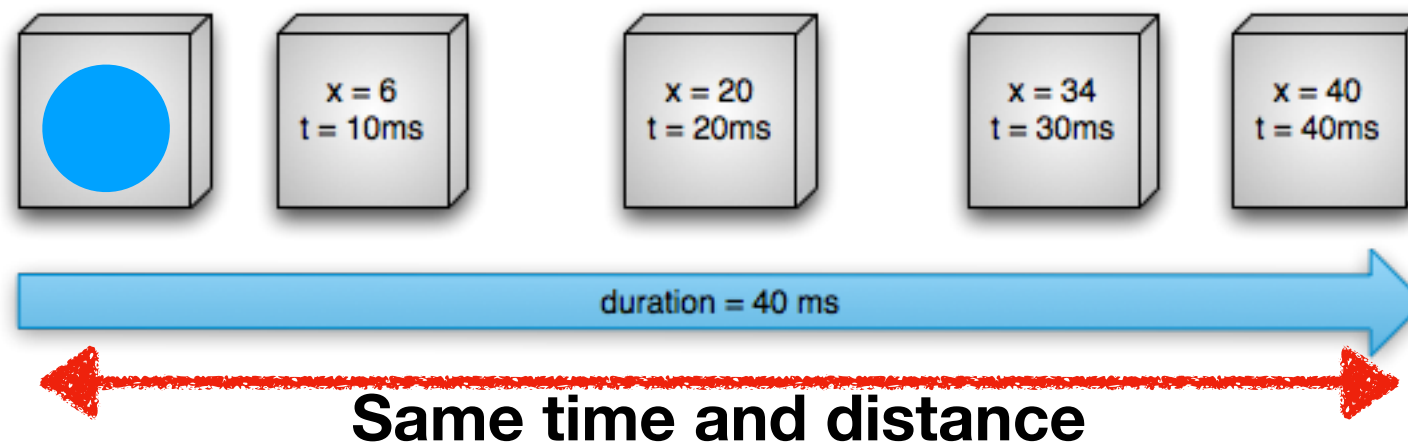 x = 6
t = 10ms
x = 20
t = 20ms
x = 34
t = 30ms
x = 40
t = 40ms
duration = 40 ms
Same time and distance